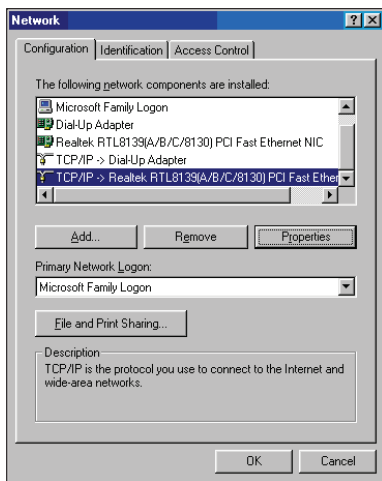 Network
Configuration Identification Access Control
The following network components are installed:
Microsoft Family Logon
Dial-Up Adapter
Realtek RTL8139(A/B/C/8130) PCI Fast Ethernet NIC
TCP/IP -> Dial-Up Adapter
TCP/IP -> Realtek RTL8139(A/B/C/8130) PCI Fast Ether
Add... Remove Properties
Primary Network Logon:
Microsoft Family Logon
File and Print Sharing...
Description
TCP/IP is the protocol you use to connect to the Internet and
wide-area networks.
OK Cancel